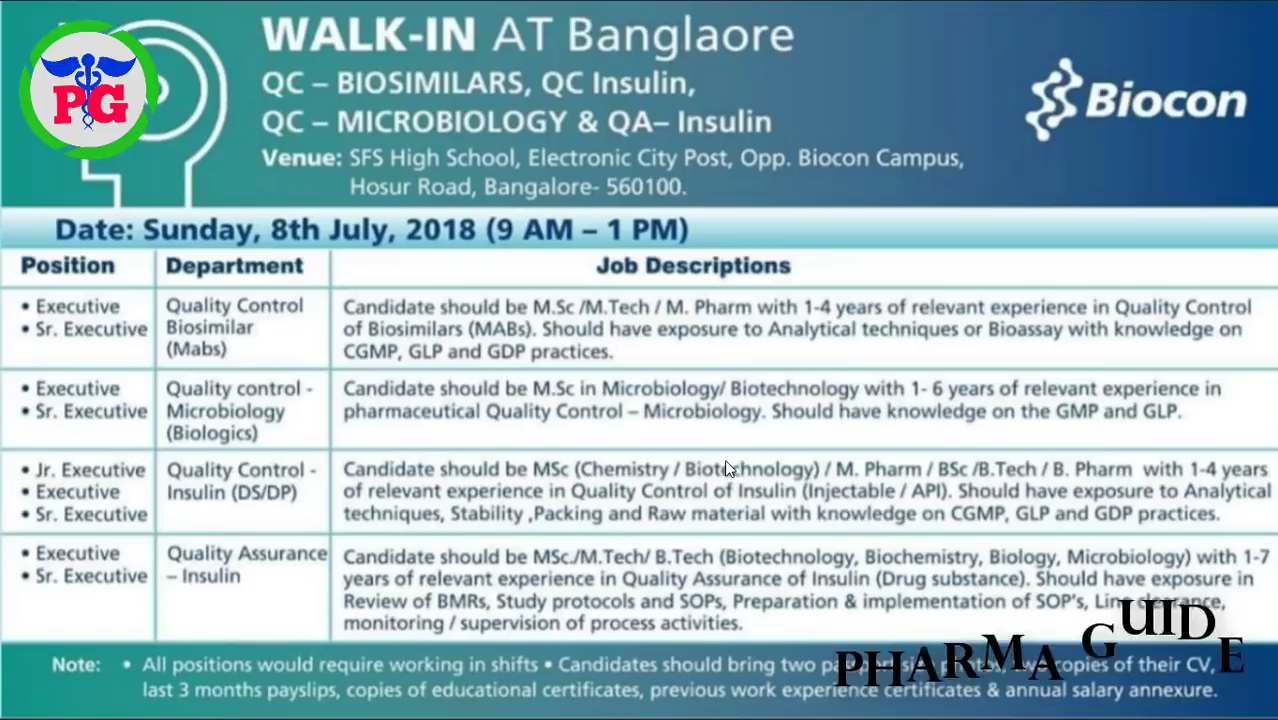 PG
WALK-IN AT Banglaore
QC – BIOSIMILARS, QC Insulin,
QC – MICROBIOLOGY & QA– Insulin
Venue: SFS High School, Electronic City Post, Opp. Biocon Campus,
Hosur Road, Bangalore- 560100.
Biocon
Date: Sunday, 8th July, 2018 (9 AM – 1 PM)
Position Department Job Descriptions
• Executive
• Sr. Executive
Quality Control
Biosimilar
(Mabs)
Candidate should be M.Sc /M.Tech / M. Pharm with 1-4 years of relevant experience in Quality Control
of Biosimilars (MABs). Should have exposure to Analytical techniques or Bioassay with knowledge on
CGMP, GLP and GDP practices.
• Executive
• Sr. Executive
Quality control -
Microbiology
(Biologics)
Candidate should be M.Sc in Microbiology/ Biotechnology with 1- 6 years of relevant experience in
pharmaceutical Quality Control – Microbiology. Should have knowledge on the GMP and GLP.
• Jr. Executive
• Executive
• Sr. Executive
Quality Control -
Insulin (DS/DP)
Candidate should be MSc (Chemistry / Biotechnology) / M. Pharm / BSc /B.Tech / B. Pharm with 1-4 years
of relevant experience in Quality Control of Insulin (Injectable / API). Should have exposure to Analytical
techniques, Stability ,Packing and Raw material with knowledge on CGMP, GLP and GDP practices.
• Executive
• Sr. Executive
Quality Assurance
– Insulin
Candidate should be MSc./M.Tech/ B.Tech (Biotechnology, Biochemistry, Biology, Microbiology) with 1-7
years of relevant experience in Quality Assurance of Insulin (Drug substance). Should have exposure in
Review of BMRs, Study protocols and SOPs, Preparation & implementation of SOP's, Line clearance,
monitoring / supervision of process activities.
Note: • All positions would require working in shifts • Candidates should bring two copies of their CV,
last 3 months payslips, copies of educational certificates, previous work experience certificates & annual salary annexure.
PHARMA GUIDE